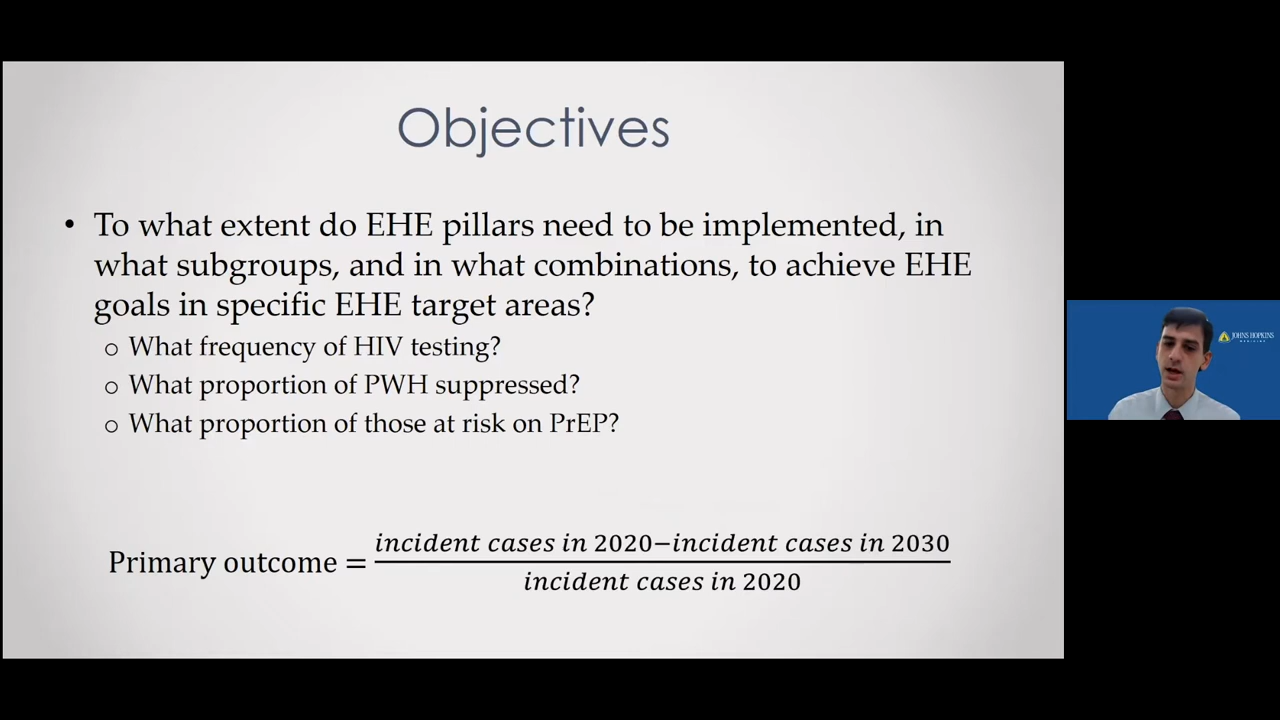 Objectives
• To what extent do EHE pillars need to be implemented, in
what subgroups, and in what combinations, to achieve EHE
goals in specific EHE target areas?
o What frequency of HIV testing?
o What proportion of PWH suppressed?
o What proportion of those at risk on PrEP?
JOHNS HOPKINS
MEDICINE
incident cases in 2020−incident cases in 2030
Primary outcome =
incident cases in 2020